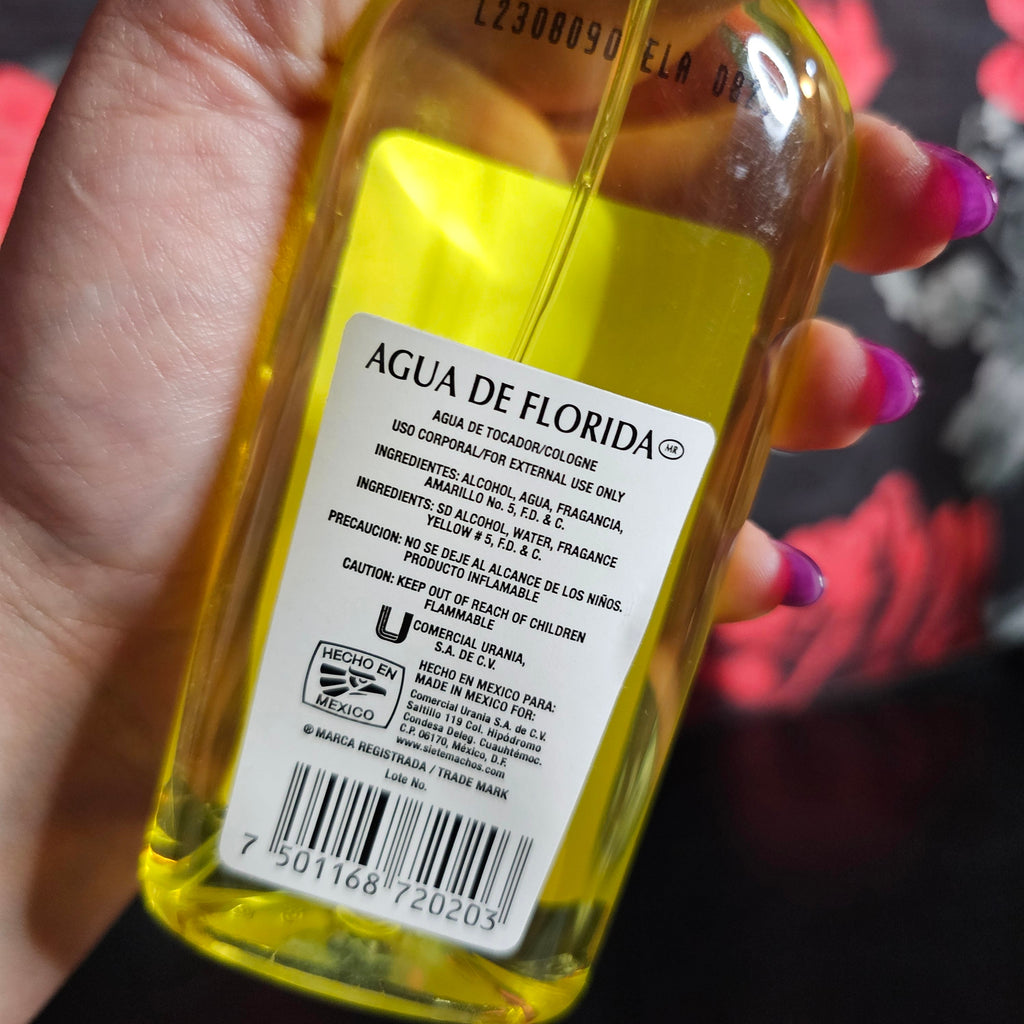 L2308090 ELA
AGUA DE FLORIDA MR
AGUA DE TOCADOR/COLOGNE
USO CORPORAL/FOR EXTERNAL USE ONLY
INGREDIENTES: ALCOHOL, AGUA, FRAGANCIA,
AMARILLO No. 5, F.D. & C.
INGREDIENTS: SD ALCOHOL, WATER, FRAGANCE
YELLOW # 5, F.D. & C.
PRECAUCION: NO SE DEJE AL ALCANCE DE LOS NIÑOS.
PRODUCTO INFLAMABLE
CAUTION: KEEP OUT OF REACH OF CHILDREN
FLAMMABLE
U COMERCIAL URANIA,
S.A. DE C.V.
HECHO EN
MEXICO
HECHO EN MEXICO PARA:
MADE IN MEXICO FOR:
Comercial Urania S.A. de C.V.
Saltillo 119 Col. Hipódromo
Condesa Deleg. Cuauhtémoc.
C.P. 06170, México, D.F.
www.sietemachos.com
® MARCA REGISTRADA / TRADE MARK
Lote No.
7 501168 720203